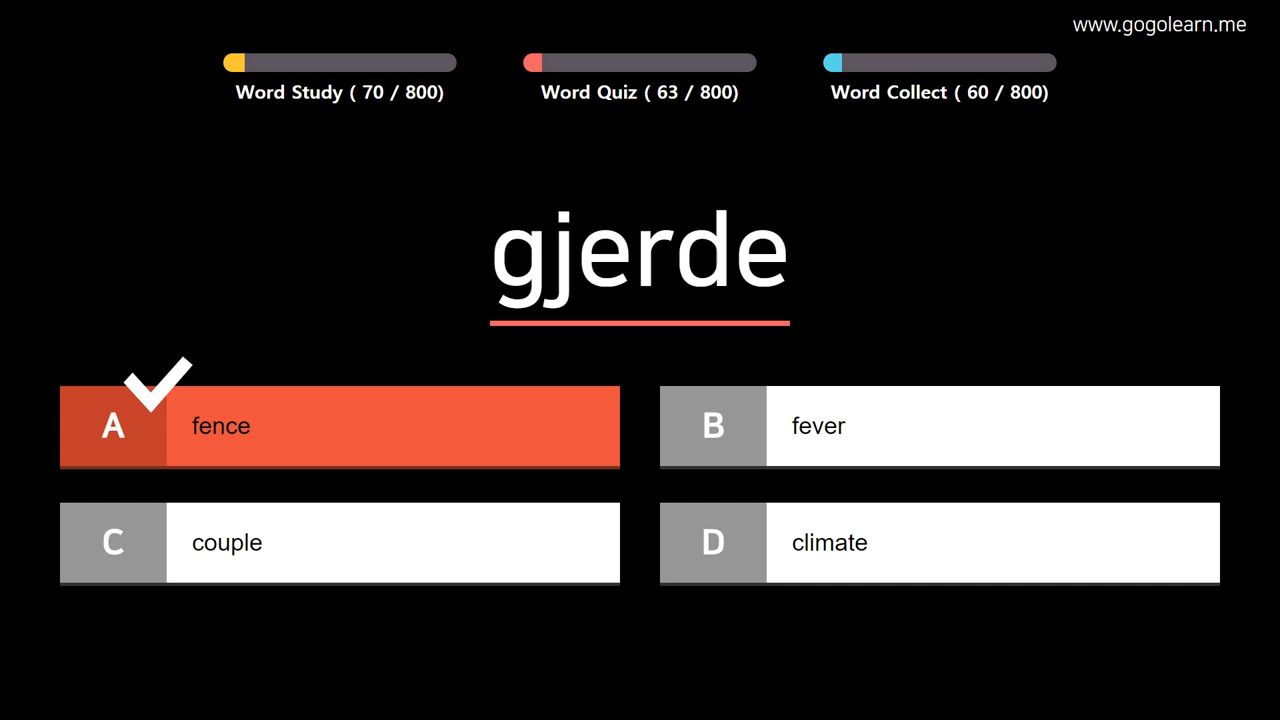 www.gogolearn.me
Word Study ( 70 / 800)
Word Quiz ( 63 / 800)
Word Collect ( 60 / 800)
gjerde
A fence
B fever
C couple
D climate